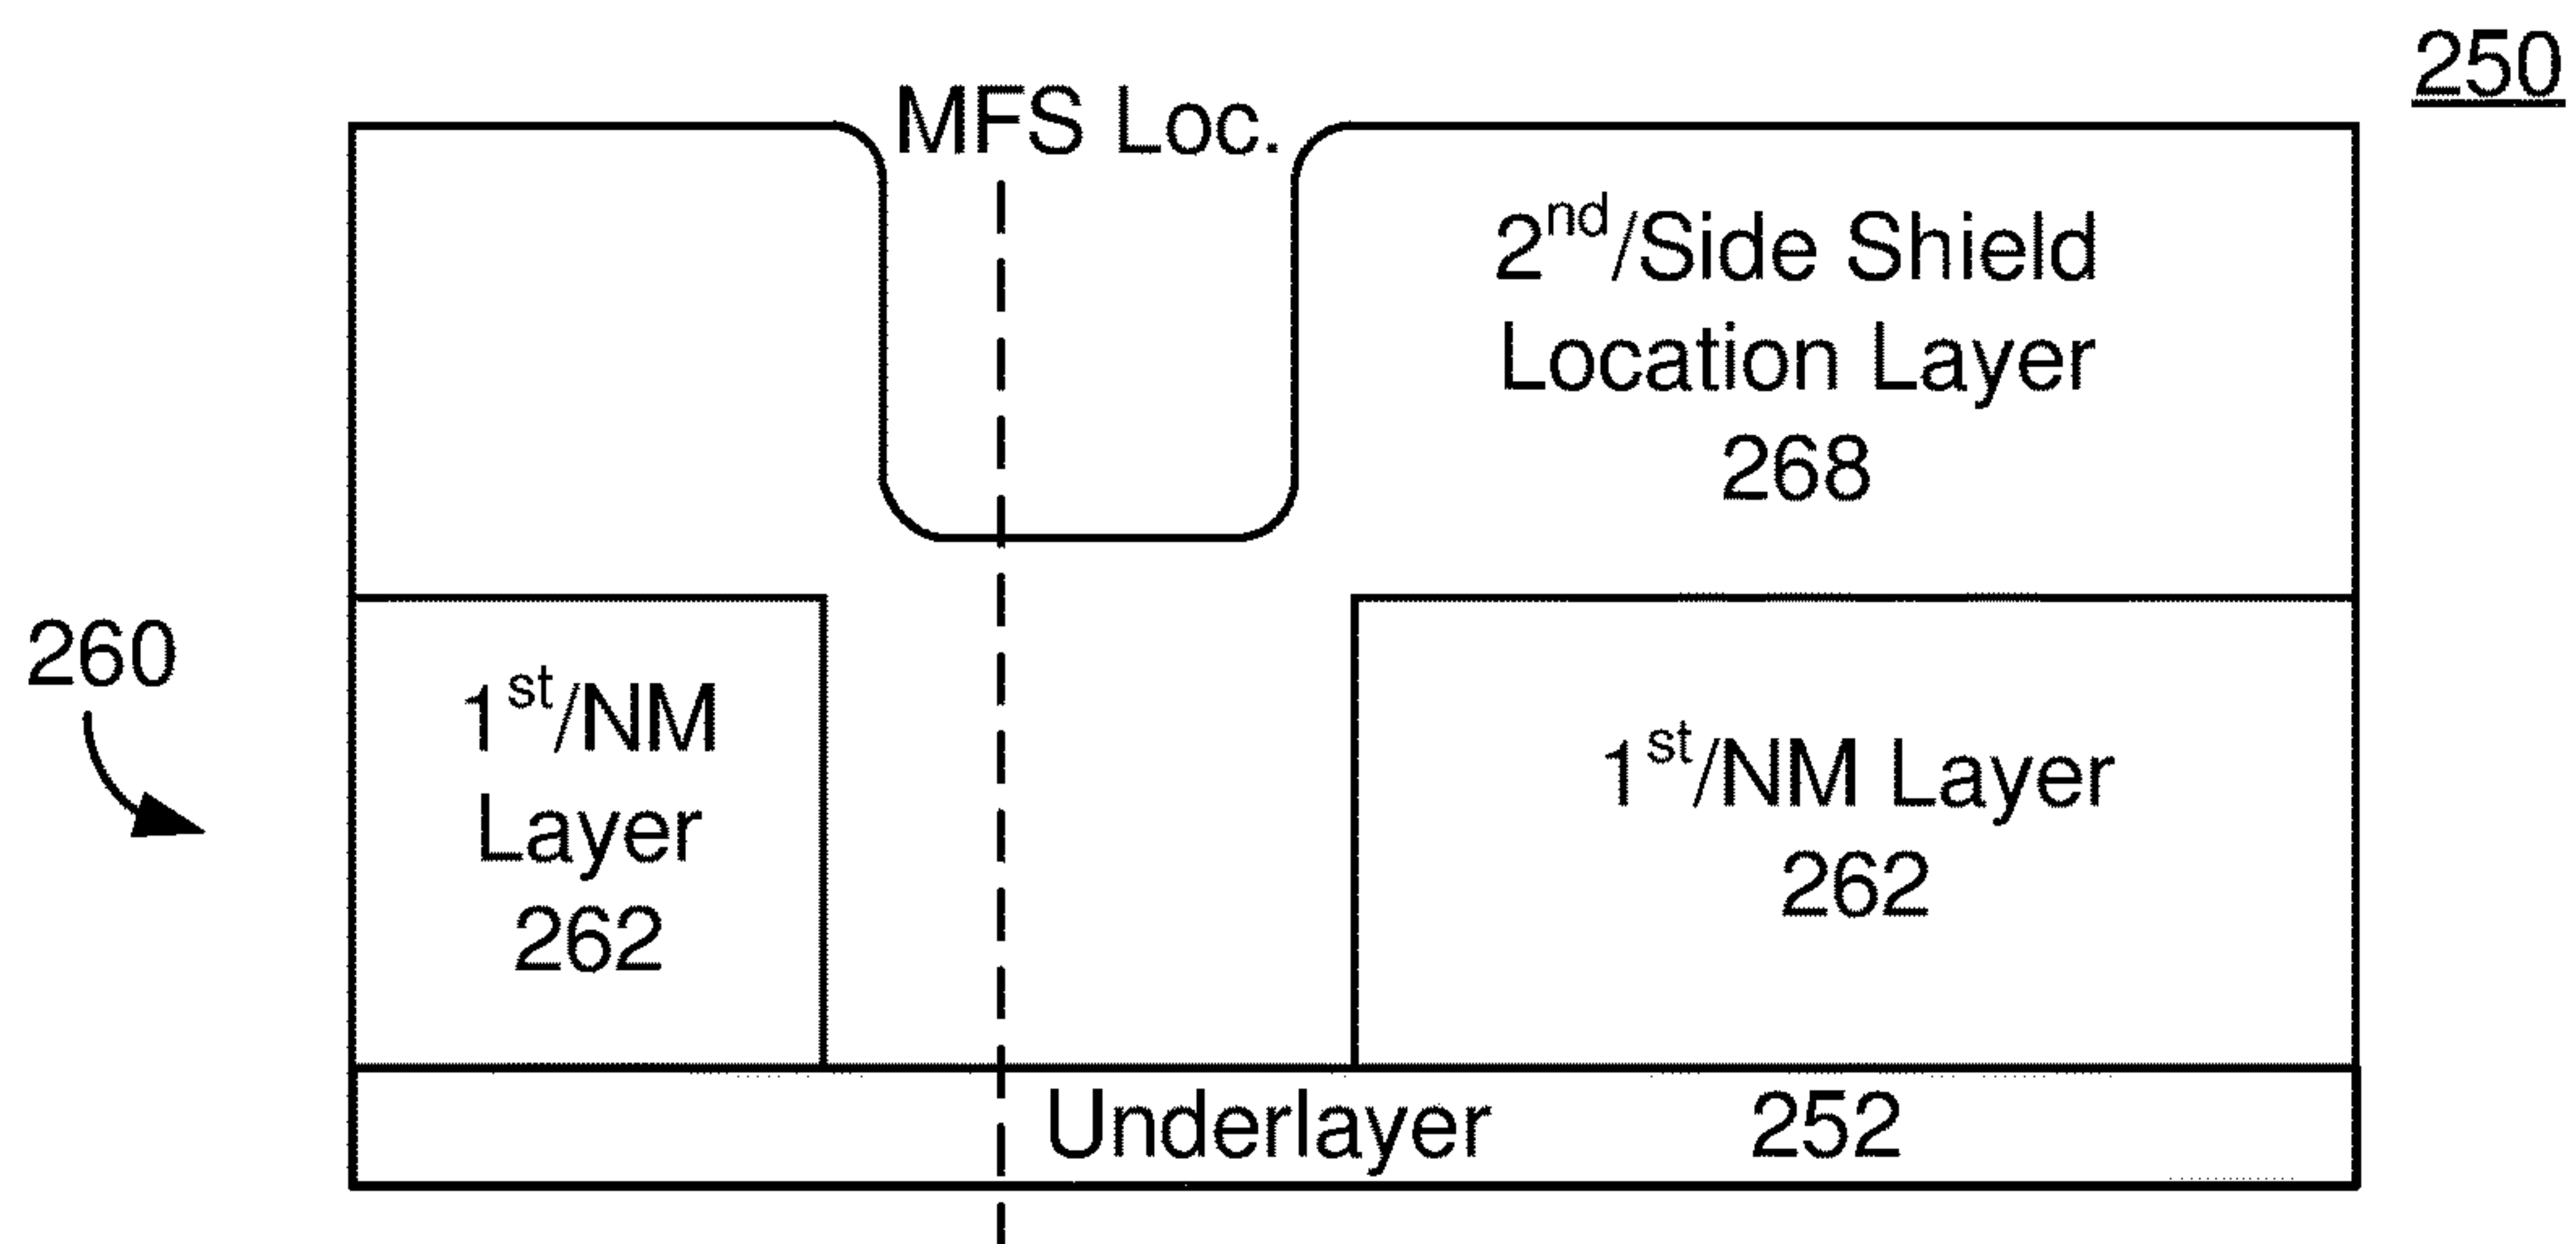 250
MFS Loc.
2nd/Side Shield
Location Layer
268
260
1st/NM
Layer
262
1st/NM Layer
262
Underlayer 252